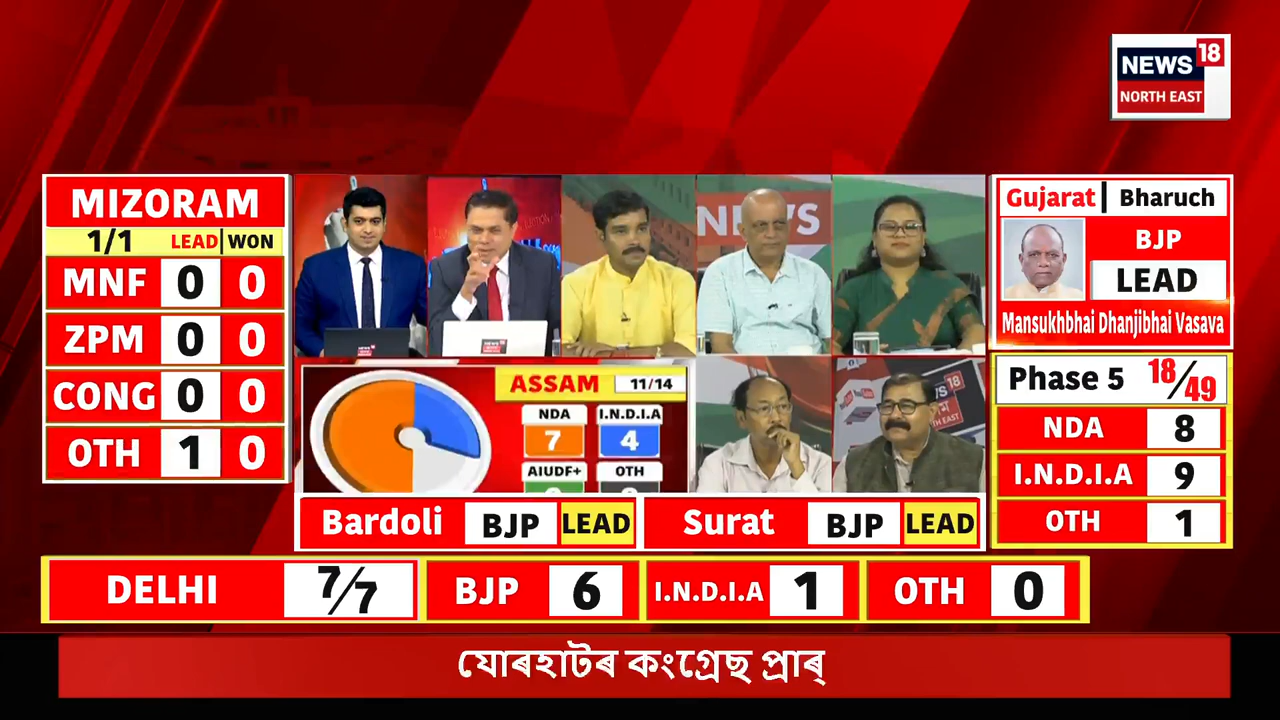 NEWS 18
NORTH EAST
MIZORAM
1/1 LEAD WON
MNF 0 0
ZPM 0 0
CONG 0 0
OTH 1 0
NEWS
ASSAM 11/14
NDA I.N.D.I.A
7 4
AIUDF+ OTH
Gujarat Bharuch
BJP
LEAD
Mansukhbhai Dhanjibhai Vasava
Phase 5 18/49
NDA 8
I.N.D.I.A 9
OTH 1
Bardoli BJP LEAD
Surat BJP LEAD
DELHI 7/7 BJP 6 I.N.D.I.A 1 OTH 0
যোৰহাটৰ কংগ্ৰেছ প্ৰাৰ্